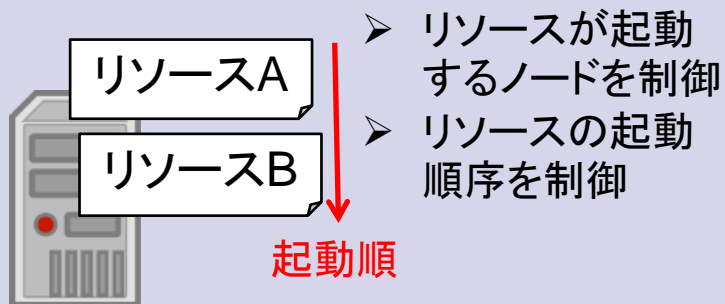 リソースA
リソースB
起動順
➢ リソースが起動
するノードを制御
➢ リソースの起動
順序を制御